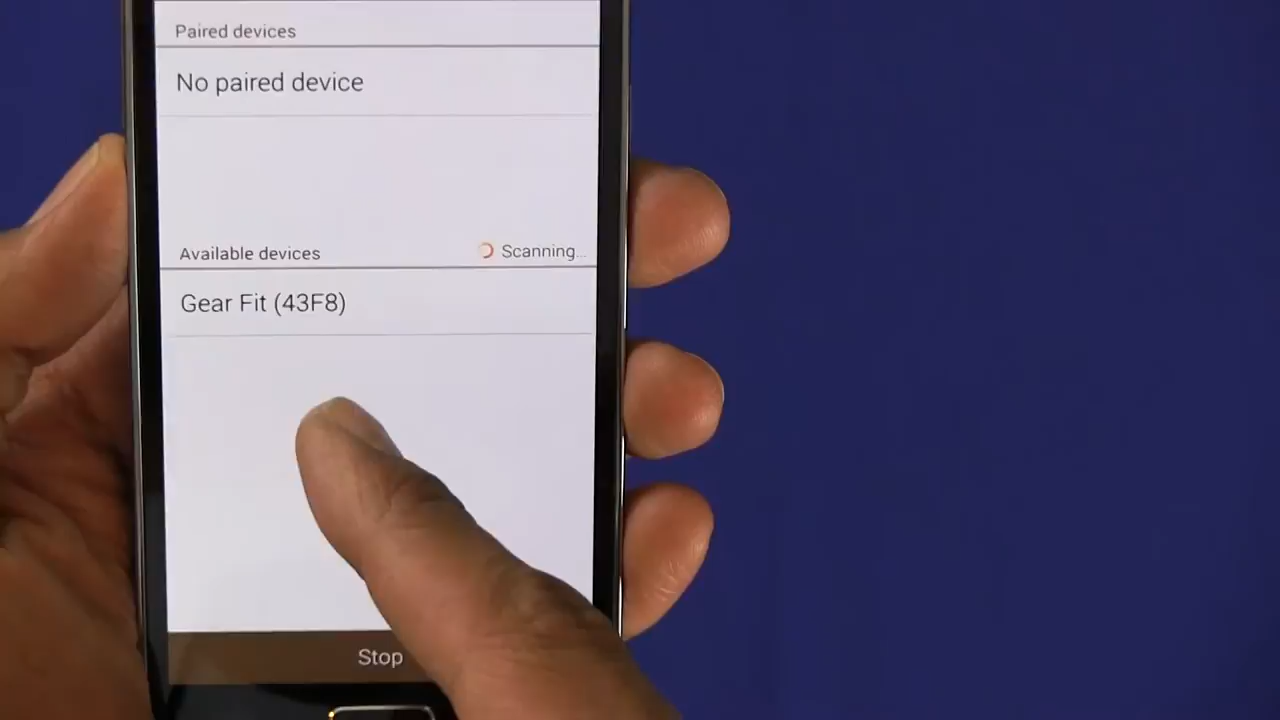 Paired devices
No paired device
Available devices
Scanning...
Gear Fit (43F8)
Stop